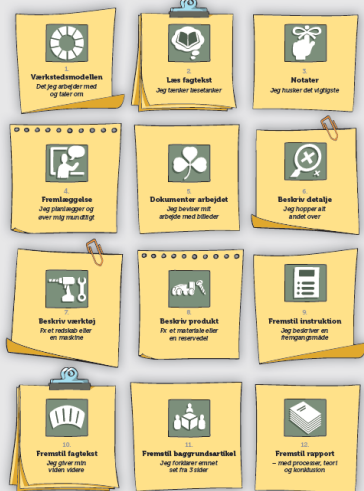 1.
Værkstedsmodellen
Det jeg arbejder med
og taler om
2.
Læs fagtekst
Jeg tænker læsetanker
3.
Notater
Jeg husker det vigtigste
4.
Fremlæggelse
Jeg planlægger og
øver mig mundtligt
5.
Dokumenter arbejdet
Jeg beviser mit
arbejde med billeder
6.
Beskriv detalje
Jeg hopper alt
andet over
7.
Beskriv værktøj
Fx et redskab eller
en maskine
8.
Beskriv produkt
Fx et materiale eller
en reservedel
9.
Fremstil instruktion
Jeg beskriver en
fremgangsmåde
10.
Fremstil fagtekst
Jeg giver min
viden videre
11.
Fremstil baggrundsartikel
Jeg forklarer emnet
set fra 3 sider
12.
Fremstil rapport
– med processer, teori
og konklusion